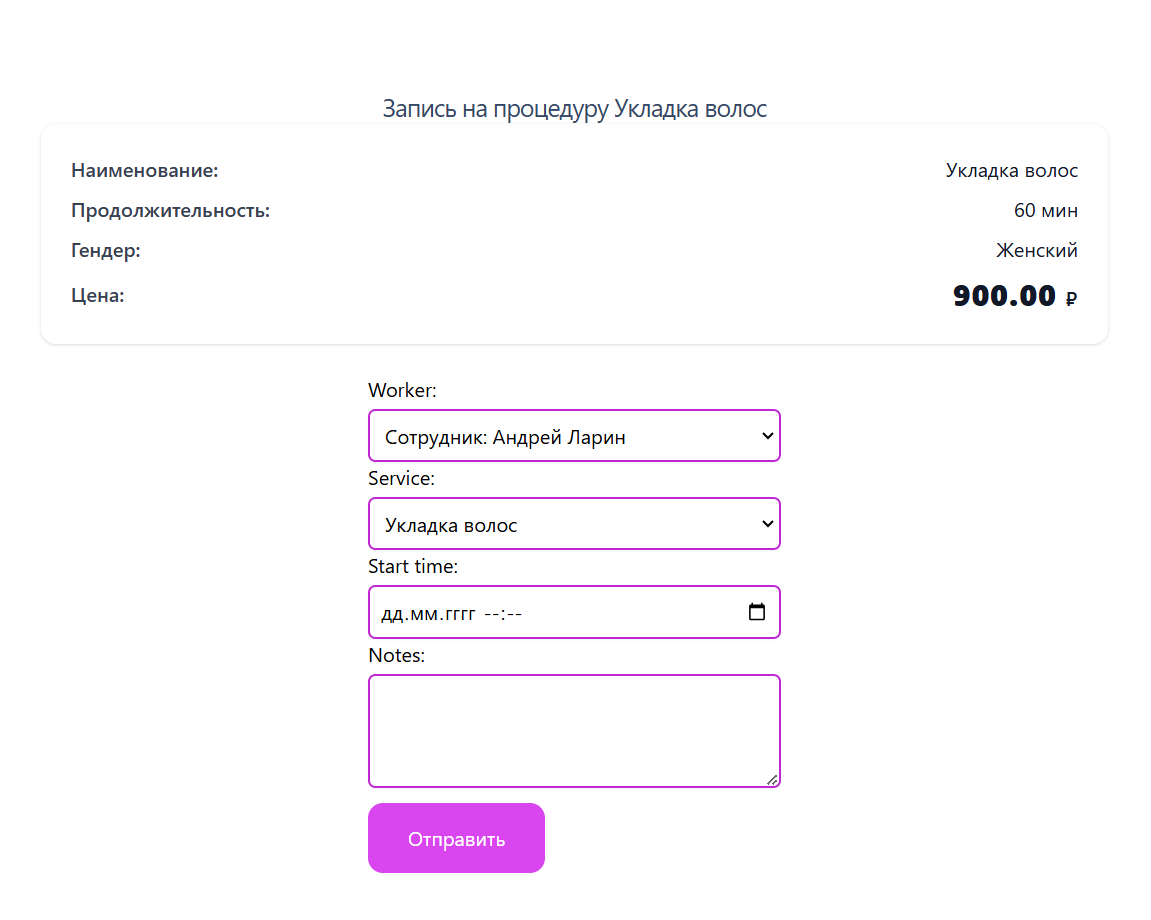 Запись на процедуру Укладка волос
Наименование: Укладка волос
Продолжительность: 60 мин
Гендер: Женский
Цена: 900.00 ₽
Worker:
Сотрудник: Андрей Ларин
Service:
Укладка волос
Start time:
дд.мм.гггг --:--
Notes:
Отправить